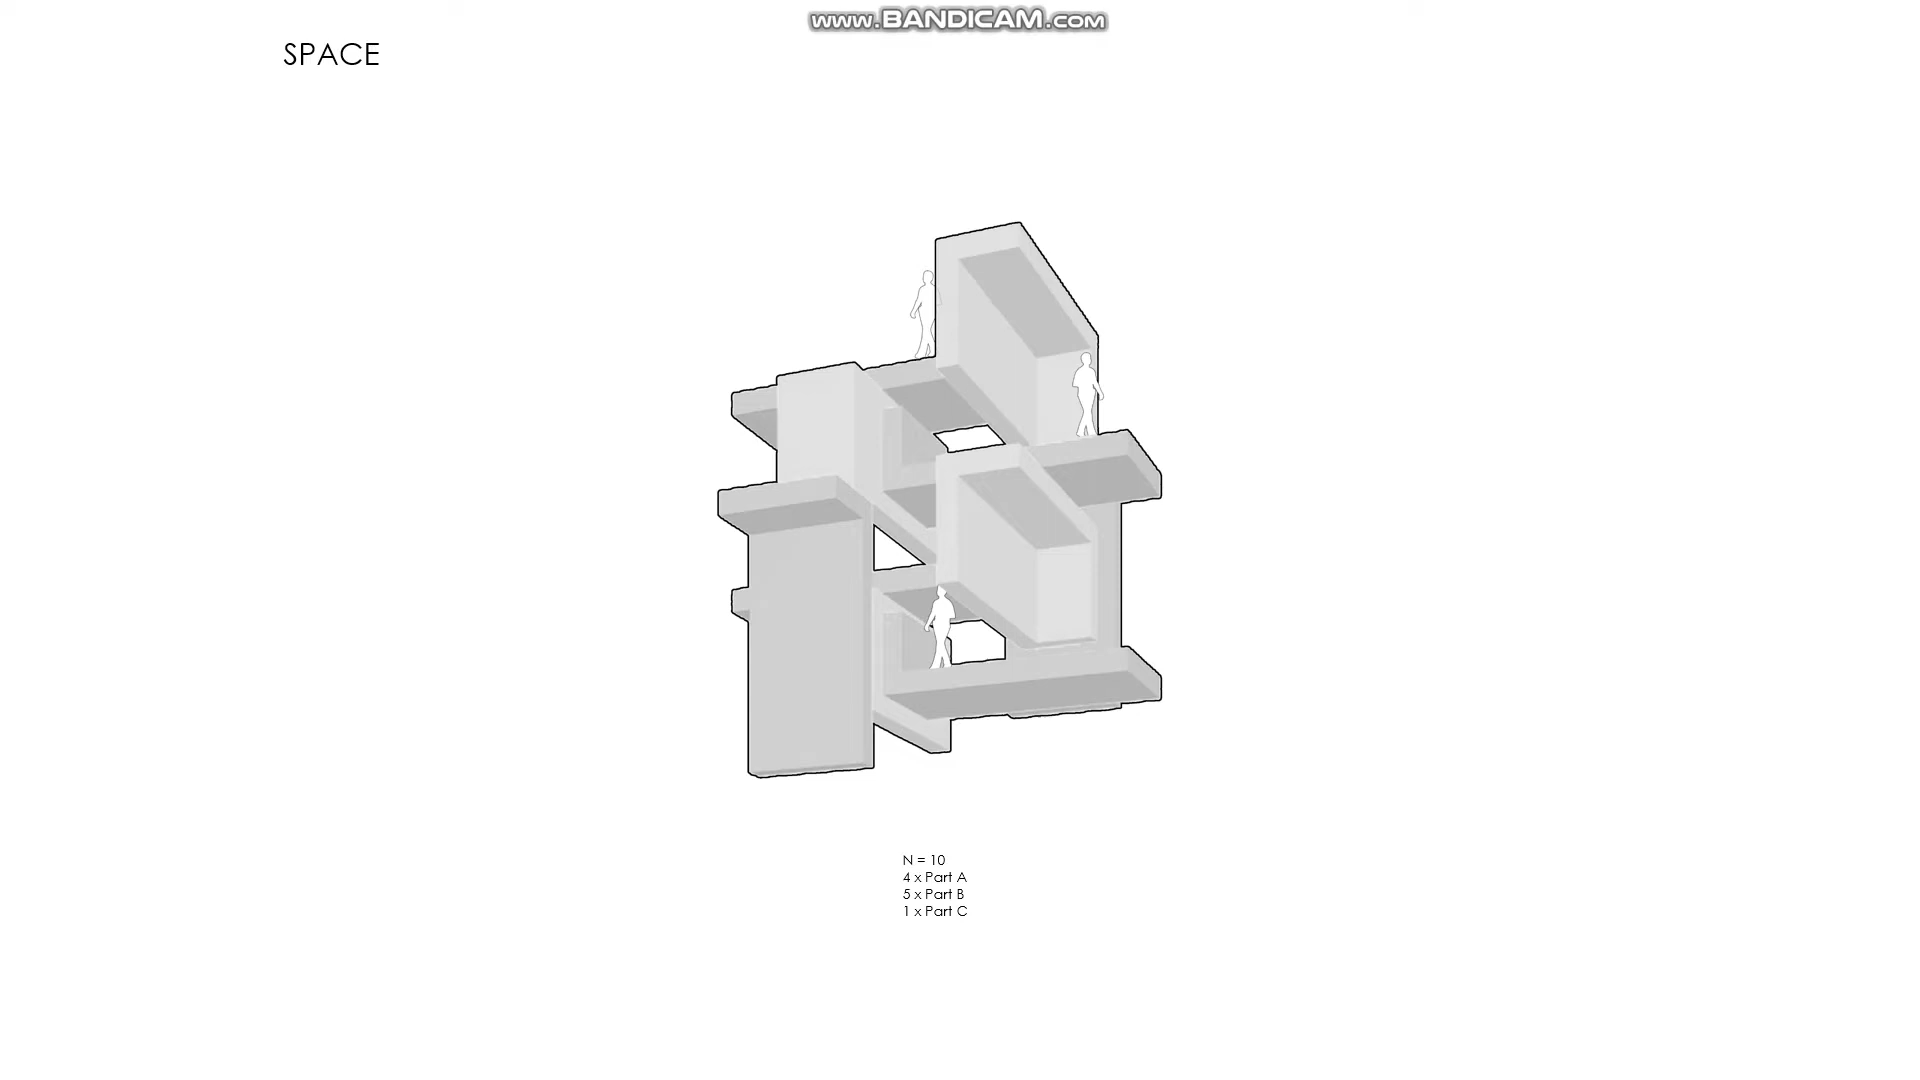 www.BANDICAM.com
SPACE
N = 10
4 x Part A
5 x Part B
1 x Part C